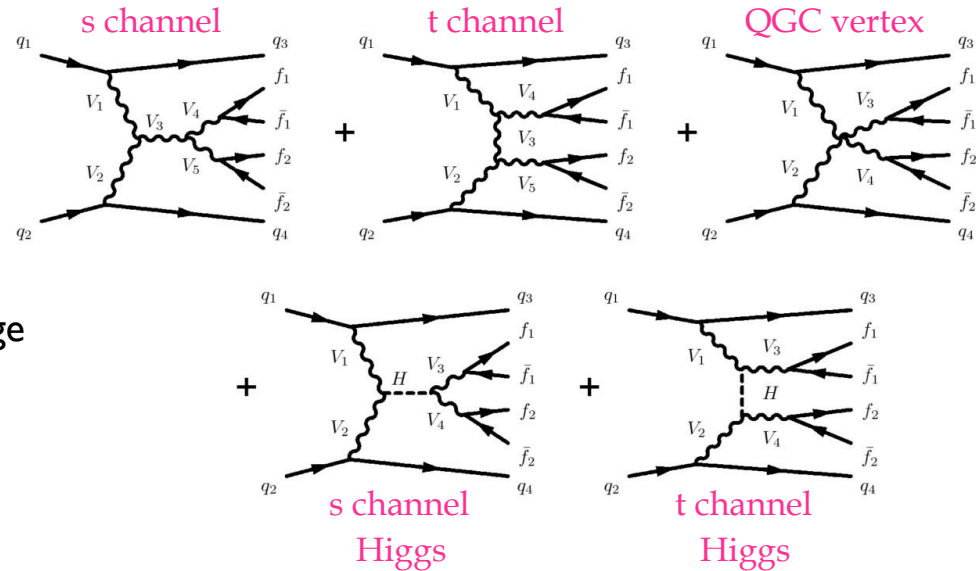 s channel
t channel
QGC vertex
q₁ q₃ f₁ f̄₁ f₂ f̄₂ q₄ q₂ V₁ V₂ V₃ V₄ V₅
+
q₁ q₃ f₁ f̄₁ f₂ f̄₂ q₄ q₂ V₁ V₂ V₃ V₄ V₅
+
q₁ q₃ f₁ f̄₁ f₂ f̄₂ q₄ q₂ V₁ V₂ V₃ V₄
ge
+
q₁ q₃ f₁ f̄₁ f₂ f̄₂ q₄ q₂ V₁ V₂ H V₃ V₄
+
q₁ q₃ f₁ f̄₁ f₂ f̄₂ q₄ q₂ V₁ V₂ H V₃ V₄
s channel
Higgs
t channel
Higgs